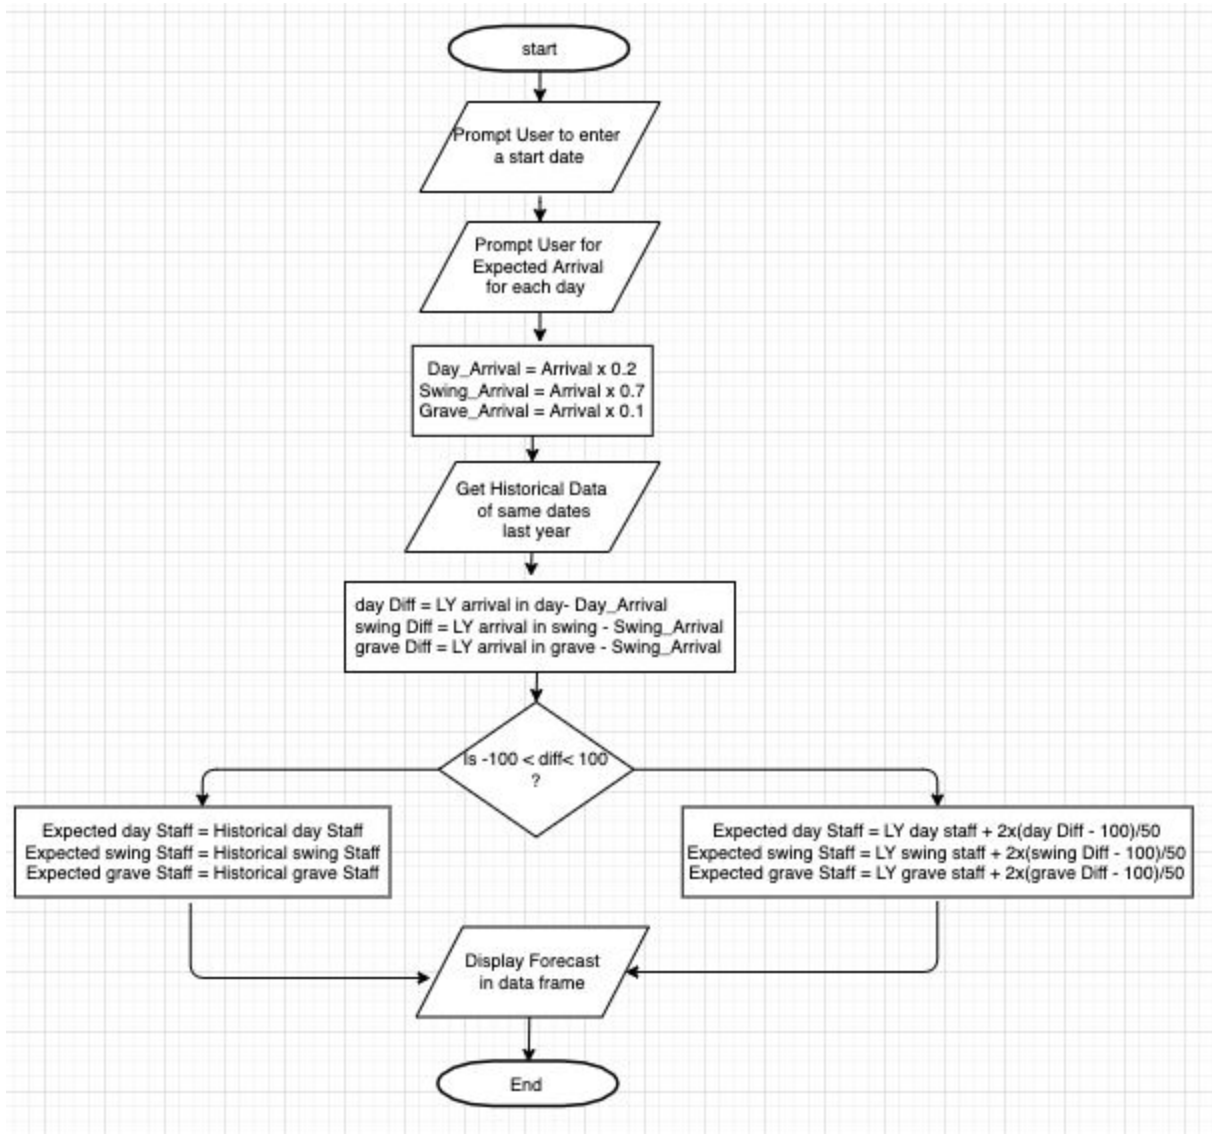 start
Prompt User to enter
a start date
Prompt User for
Expected Arrival
for each day
Day_Arrival = Arrival x 0.2
Swing_Arrival = Arrival x 0.7
Grave_Arrival = Arrival x 0.1
Get Historical Data
of same dates
last year
day Diff = LY arrival in day- Day_Arrival
swing Diff = LY arrival in swing - Swing_Arrival
grave Diff = LY arrival in grave - Swing_Arrival
Is -100 < diff< 100
?
Expected day Staff = Historical day Staff
Expected swing Staff = Historical swing Staff
Expected grave Staff = Historical grave Staff
Expected day Staff = LY day staff + 2x(day Diff - 100)/50
Expected swing Staff = LY swing staff + 2x(swing Diff - 100)/50
Expected grave Staff = LY grave staff + 2x(grave Diff - 100)/50
Display Forecast
in data frame
End